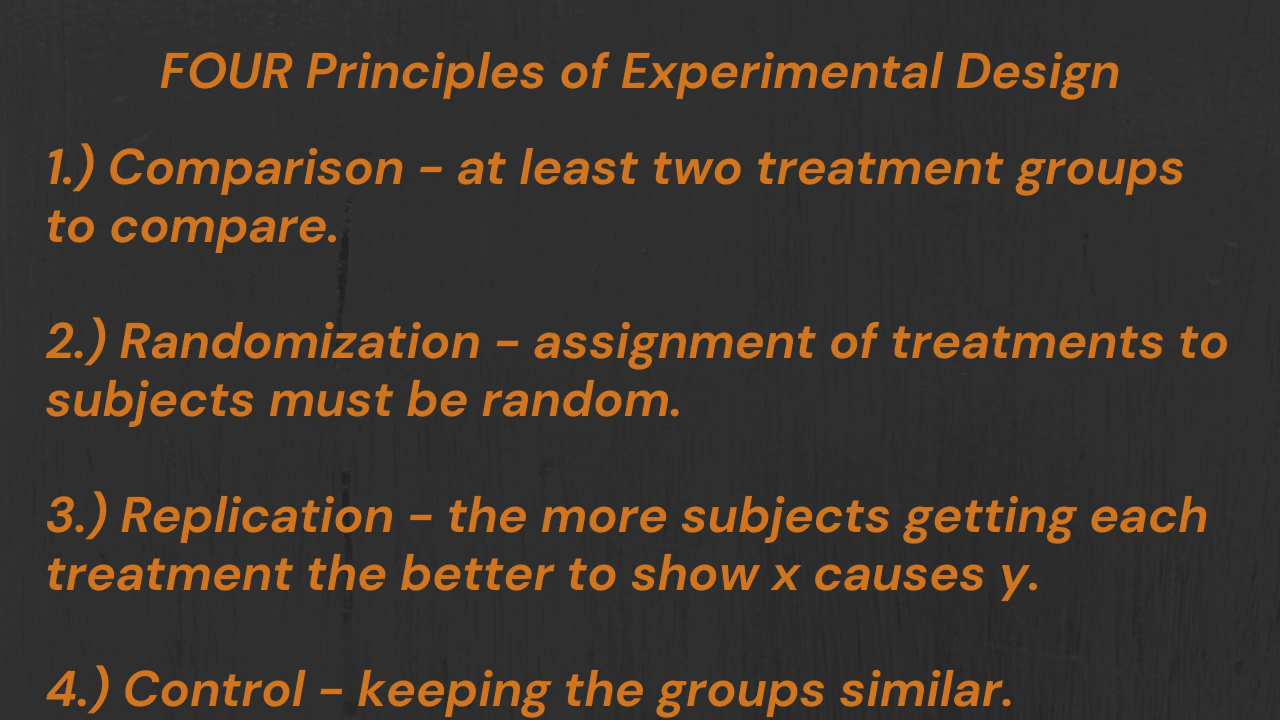 FOUR Principles of Experimental Design
1.) Comparison - at least two treatment groups
to compare.
2.) Randomization - assignment of treatments to
subjects must be random.
3.) Replication - the more subjects getting each
treatment the better to show x causes y.
4.) Control - keeping the groups similar.